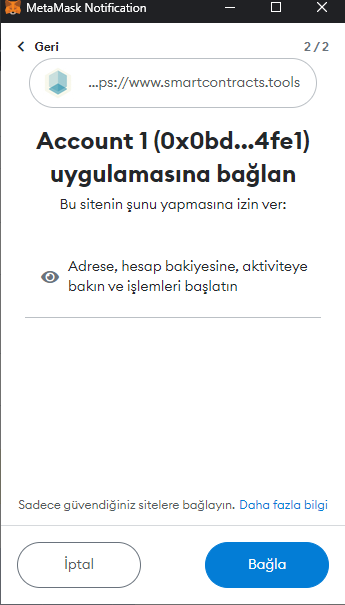 MetaMask Notification
Geri
2 / 2
...ps://www.smartcontracts.tools
Account 1 (0x0bd...4fe1)
uygulamasına bağlan
Bu sitenin şunu yapmasına izin ver:
Adrese, hesap bakiyesine, aktiviteye
bakın ve işlemleri başlatın
Sadece güvendiğiniz sitelere bağlayın. Daha fazla bilgi
İptal
Bağla